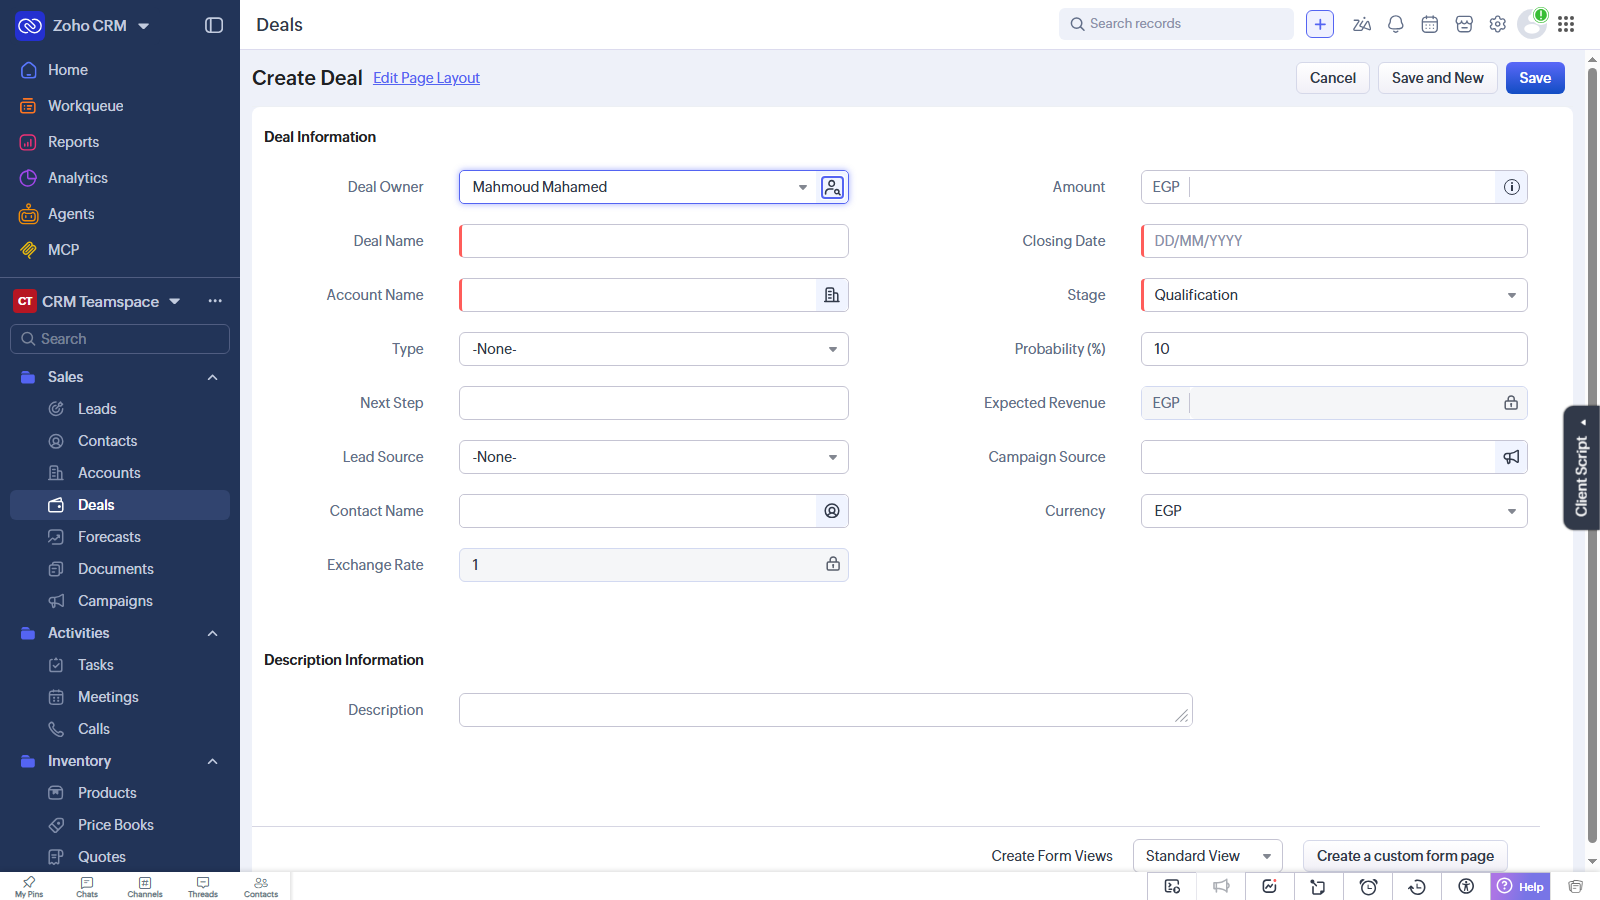 Zoho CRM
Deals
Search records
Home
Workqueue
Reports
Analytics
Agents
MCP
CT CRM Teamspace
Search
Sales
Leads
Contacts
Accounts
Deals
Forecasts
Documents
Campaigns
Activities
Tasks
Meetings
Calls
Inventory
Products
Price Books
Quotes
Create Deal Edit Page Layout
Cancel Save and New Save
Deal Information
Deal Owner Mahmoud Mahamed
Amount EGP
Deal Name
Closing Date DD/MM/YYYY
Account Name
Stage Qualification
Type -None-
Probability (%) 10
Next Step
Expected Revenue EGP
Lead Source -None-
Campaign Source
Contact Name
Currency EGP
Exchange Rate 1
Description Information
Description
Create Form Views Standard View Create a custom form page
Client Script
My Pins Chats Channels Threads Contacts
Help